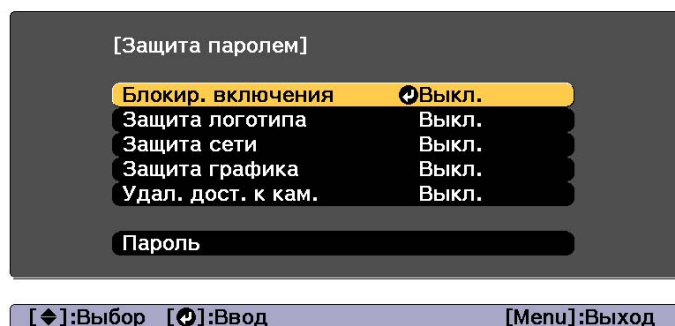 [Защита паролем]
Блокир. включения Выкл.
Защита логотипа Выкл.
Защита сети Выкл.
Защита графика Выкл.
Удал. дост. к кам. Выкл.
Пароль
[ ]:Выбор [ ]:Ввод [Menu]:Выход